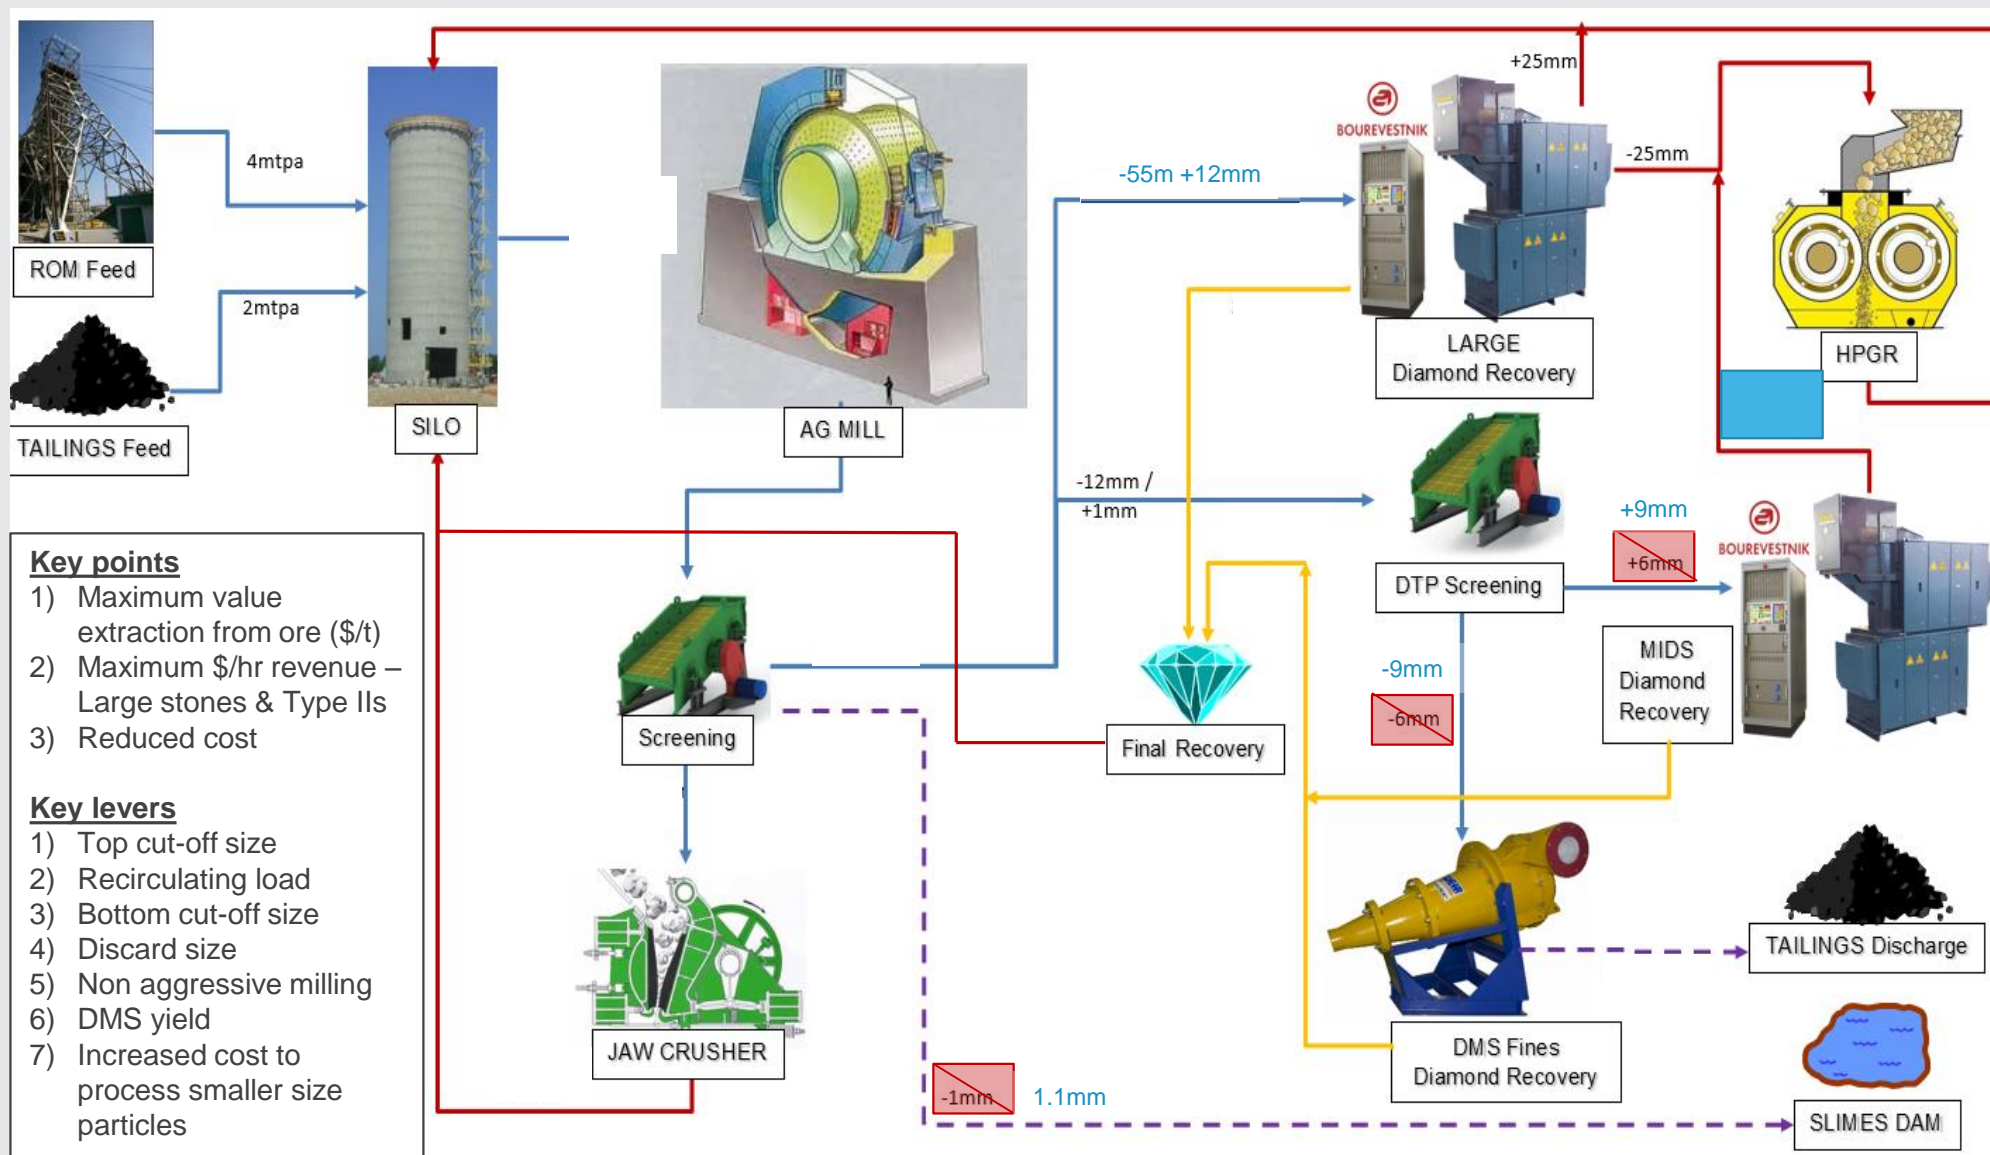 +25mm
BOUREVESTNIK
4mtpa
-25mm
-55m +12mm
ROM Feed
2mtpa
LARGE
Diamond Recovery
HPGR
SILO
AG MILL
TAILINGS Feed
-12mm /
+1mm
+9mm
BOUREVESTNIK
+6mm
DTP Screening
Key points
1) Maximum value
extraction from ore ($/t)
2) Maximum $/hr revenue –
Large stones & Type IIs
3) Reduced cost
MIDS
Diamond
Recovery
-9mm
-6mm
Screening
Final Recovery
Key levers
1) Top cut-off size
2) Recirculating load
3) Bottom cut-off size
4) Discard size
5) Non aggressive milling
6) DMS yield
7) Increased cost to
process smaller size
particles
TAILINGS Discharge
JAW CRUSHER
DMS Fines
Diamond Recovery
-1mm
1.1mm
SLIMES DAM